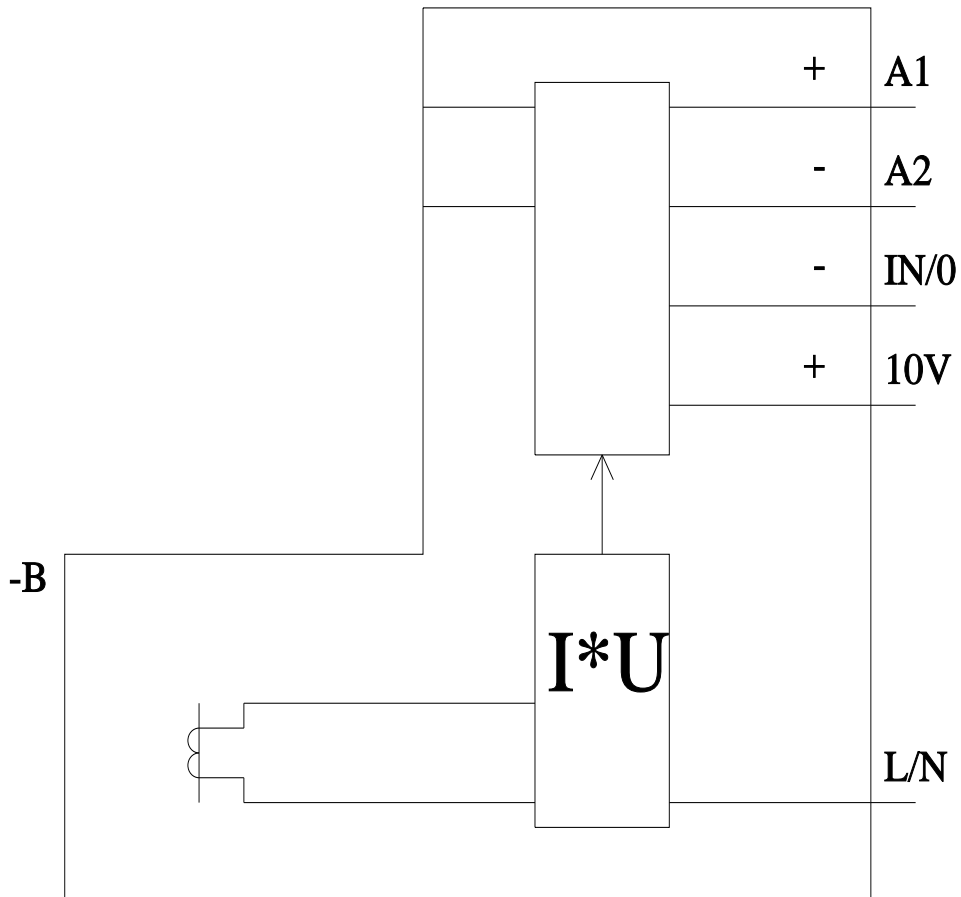 + A1
- A2
- IN/0
+ 10V
-B
I*U
L/N